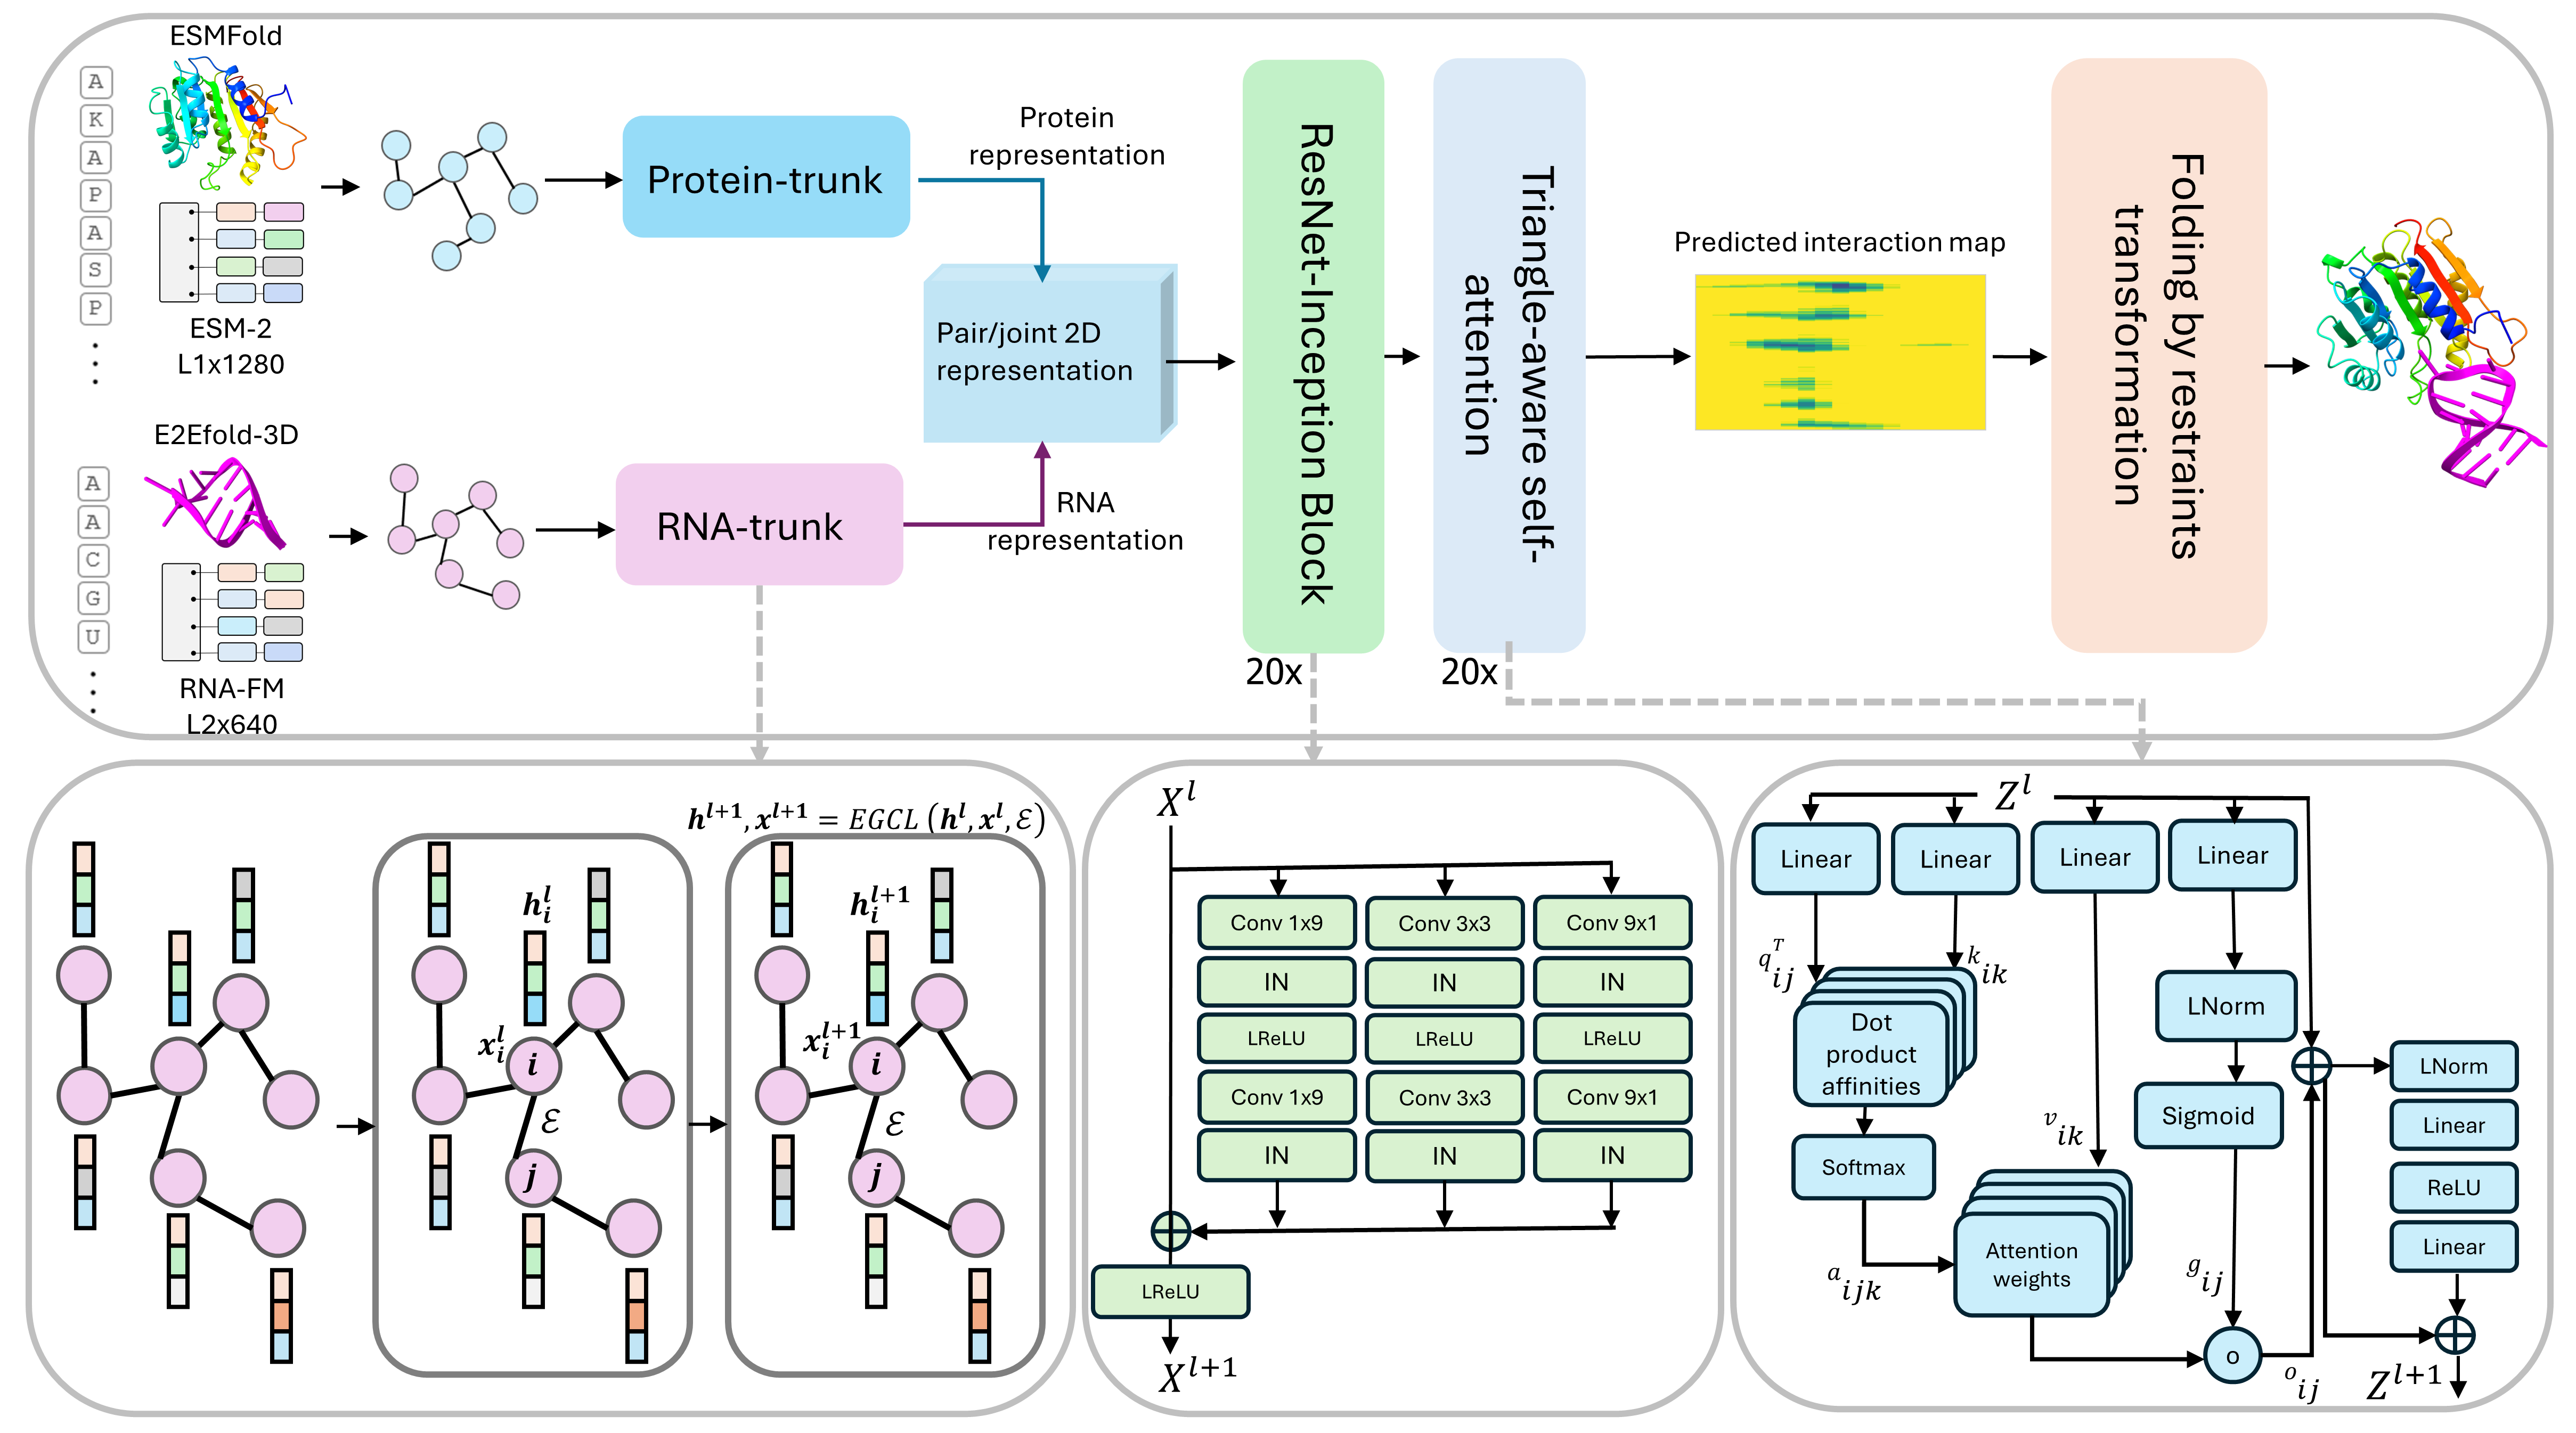 ESMFold
A
K
A
P
A
S
P
ESM-2
L1x1280
E2Efold-3D
A
A
C
G
U
RNA-FM
L2x640
Protein-trunk
Protein
representation
Pair/joint 2D
representation
RNA-trunk
RNA
representation
ResNet-Inception Block
20x
Triangle-aware self-
attention
20x
Predicted interaction map
Folding by restraints
transformation
h^{l+1}, x^{l+1} = EGCL (h^l, x^l, ℰ)
h_i^l
x_i^l
i
ℰ
j
h_i^{l+1}
x_i^{l+1}
i
ℰ
j
X^l
Conv 1x9 Conv 3x3 Conv 9x1
IN IN IN
LReLU LReLU LReLU
Conv 1x9 Conv 3x3 Conv 9x1
IN IN IN
LReLU
X^{l+1}
Z^l
Linear Linear Linear Linear
q^T_{ij}
k_{ik}
Dot
product
affinities
Softmax
a_{ijk}
v_{ik}
Attention
weights
LNorm
Sigmoid
g_{ij}
o
o_{ij}
LNorm
Linear
ReLU
Linear
Z^{l+1}